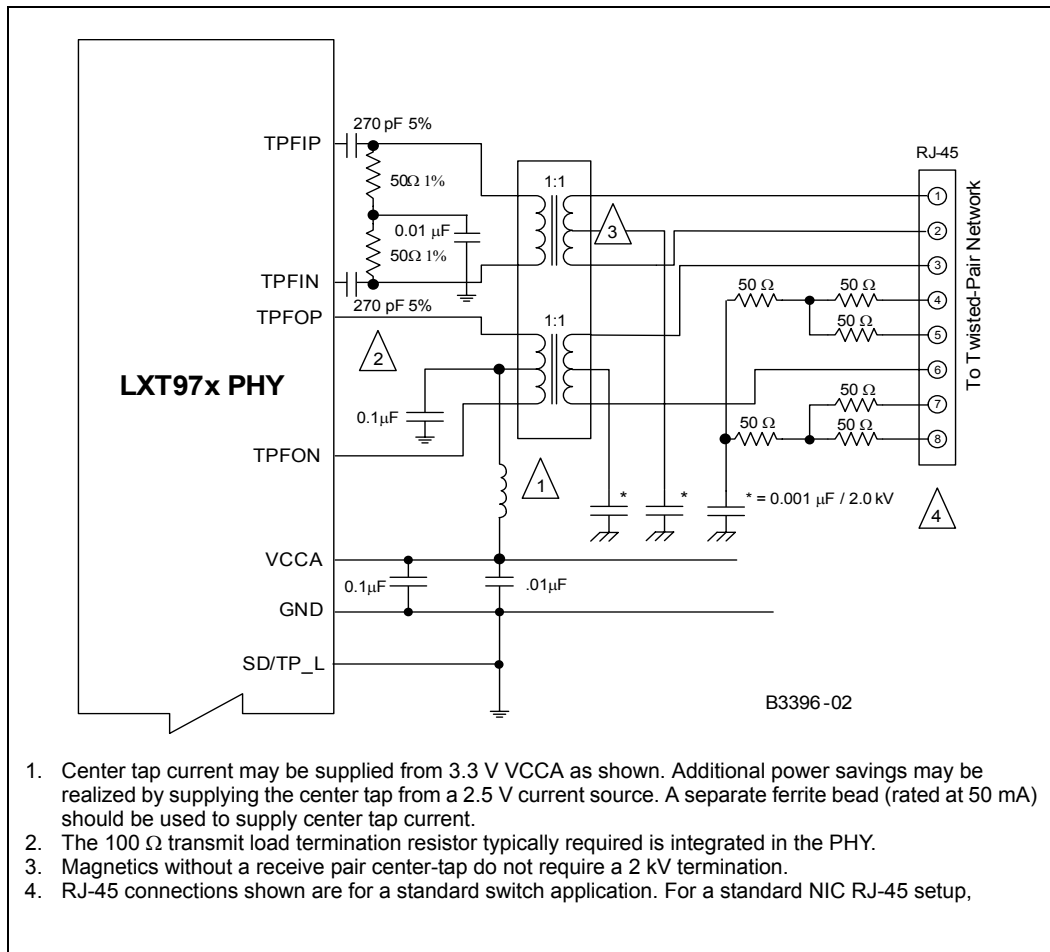 270 pF 5%
TPFIP
50Ω 1%
0.01 µF
50Ω 1%
TPFIN
270 pF 5%
TPFOP
2
LXT97x PHY
0.1µF
TPFON
1:1
3
1:1
1
RJ-45
1
2
3
50 Ω
50 Ω
4
50 Ω
5
6
50 Ω
7
50 Ω
50 Ω
8
To Twisted-Pair Network
*
*
* = 0.001 µF / 2.0 kV
4
VCCA
0.1µF
.01µF
GND
SD/TP_L
B3396-02
1. Center tap current may be supplied from 3.3 V VCCA as shown. Additional power savings may be
realized by supplying the center tap from a 2.5 V current source. A separate ferrite bead (rated at 50 mA)
should be used to supply center tap current.
2. The 100 Ω transmit load termination resistor typically required is integrated in the PHY.
3. Magnetics without a receive pair center-tap do not require a 2 kV termination.
4. RJ-45 connections shown are for a standard switch application. For a standard NIC RJ-45 setup,